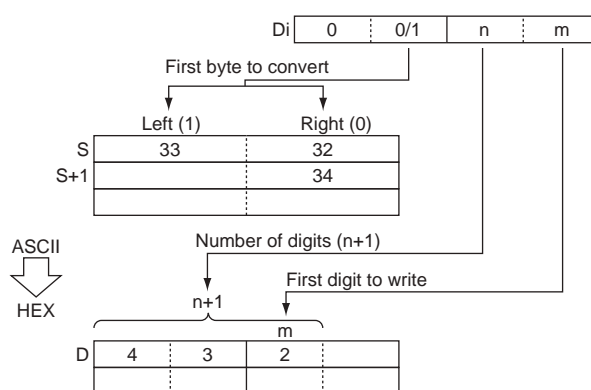 Di 0 0/1 n m
First byte to convert
Left (1) Right (0)
S 33 32
S+1 34
Number of digits (n+1)
ASCII
First digit to write
HEX
n+1
m
D 4 3 2